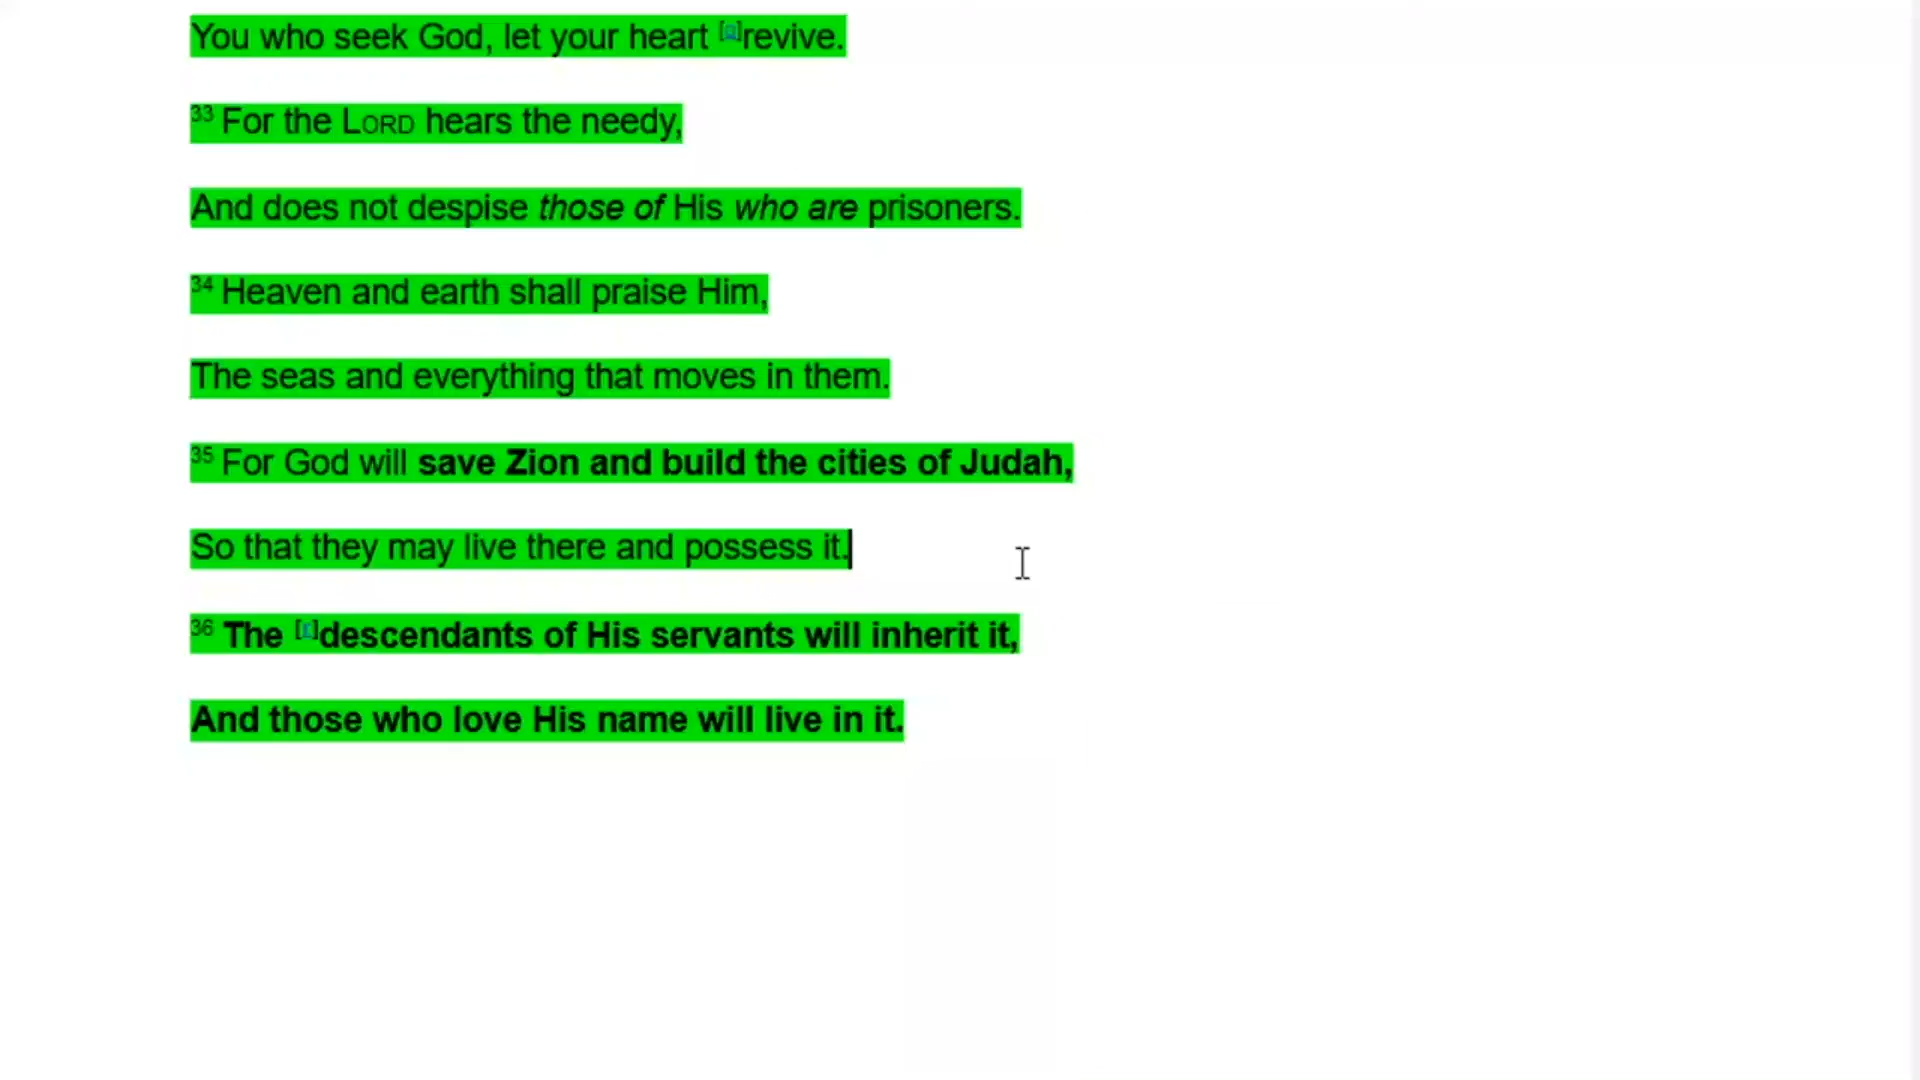 You who seek God, let your heart [q]revive.
33 For the LORD hears the needy,
And does not despise those of His who are prisoners.
34 Heaven and earth shall praise Him,
The seas and everything that moves in them.
35 For God will save Zion and build the cities of Judah,
So that they may live there and possess it.
36 The [r]descendants of His servants will inherit it,
And those who love His name will live in it.